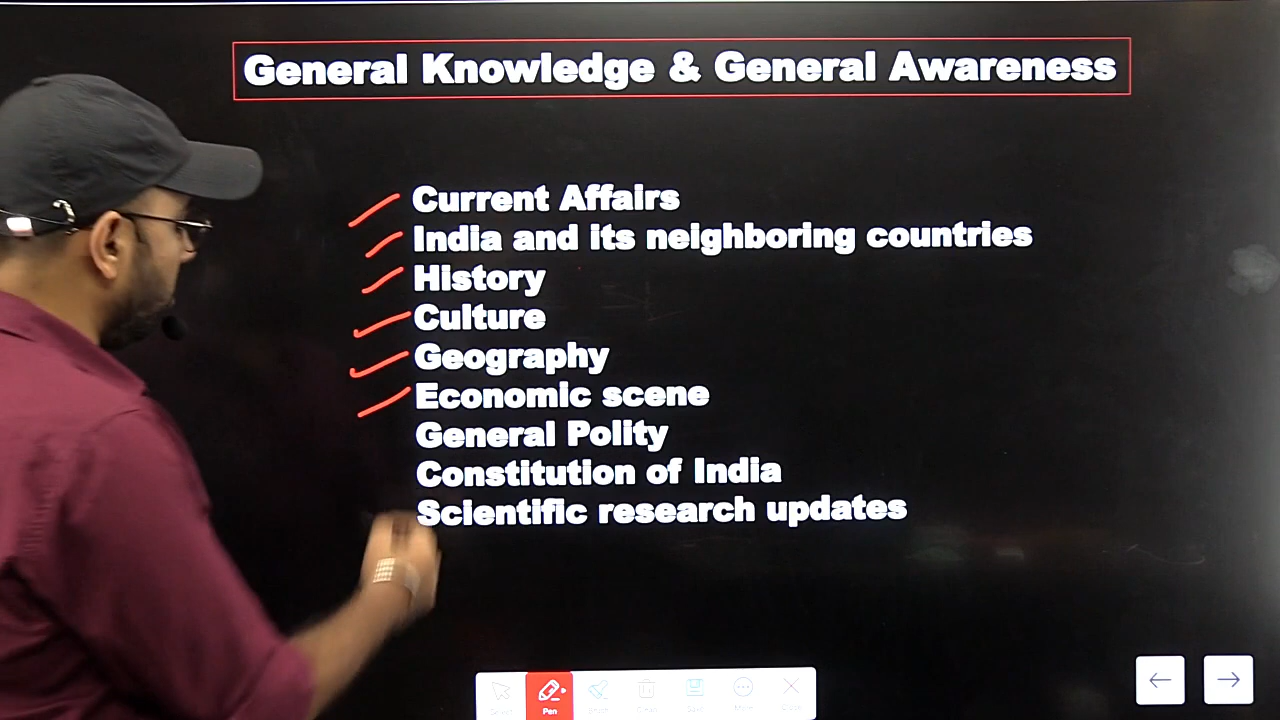 General Knowledge & General Awareness
Current Affairs
India and its neighboring countries
History
Culture
Geography
Economic scene
General Polity
Constitution of India
Scientific research updates
Pen